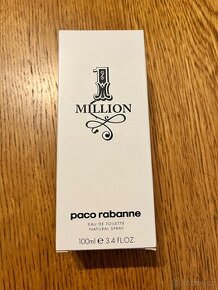 1
MILLION
paco rabanne
EAU DE TOILETTE
NATURAL SPRAY
100ml e 3.4 FL.OZ.